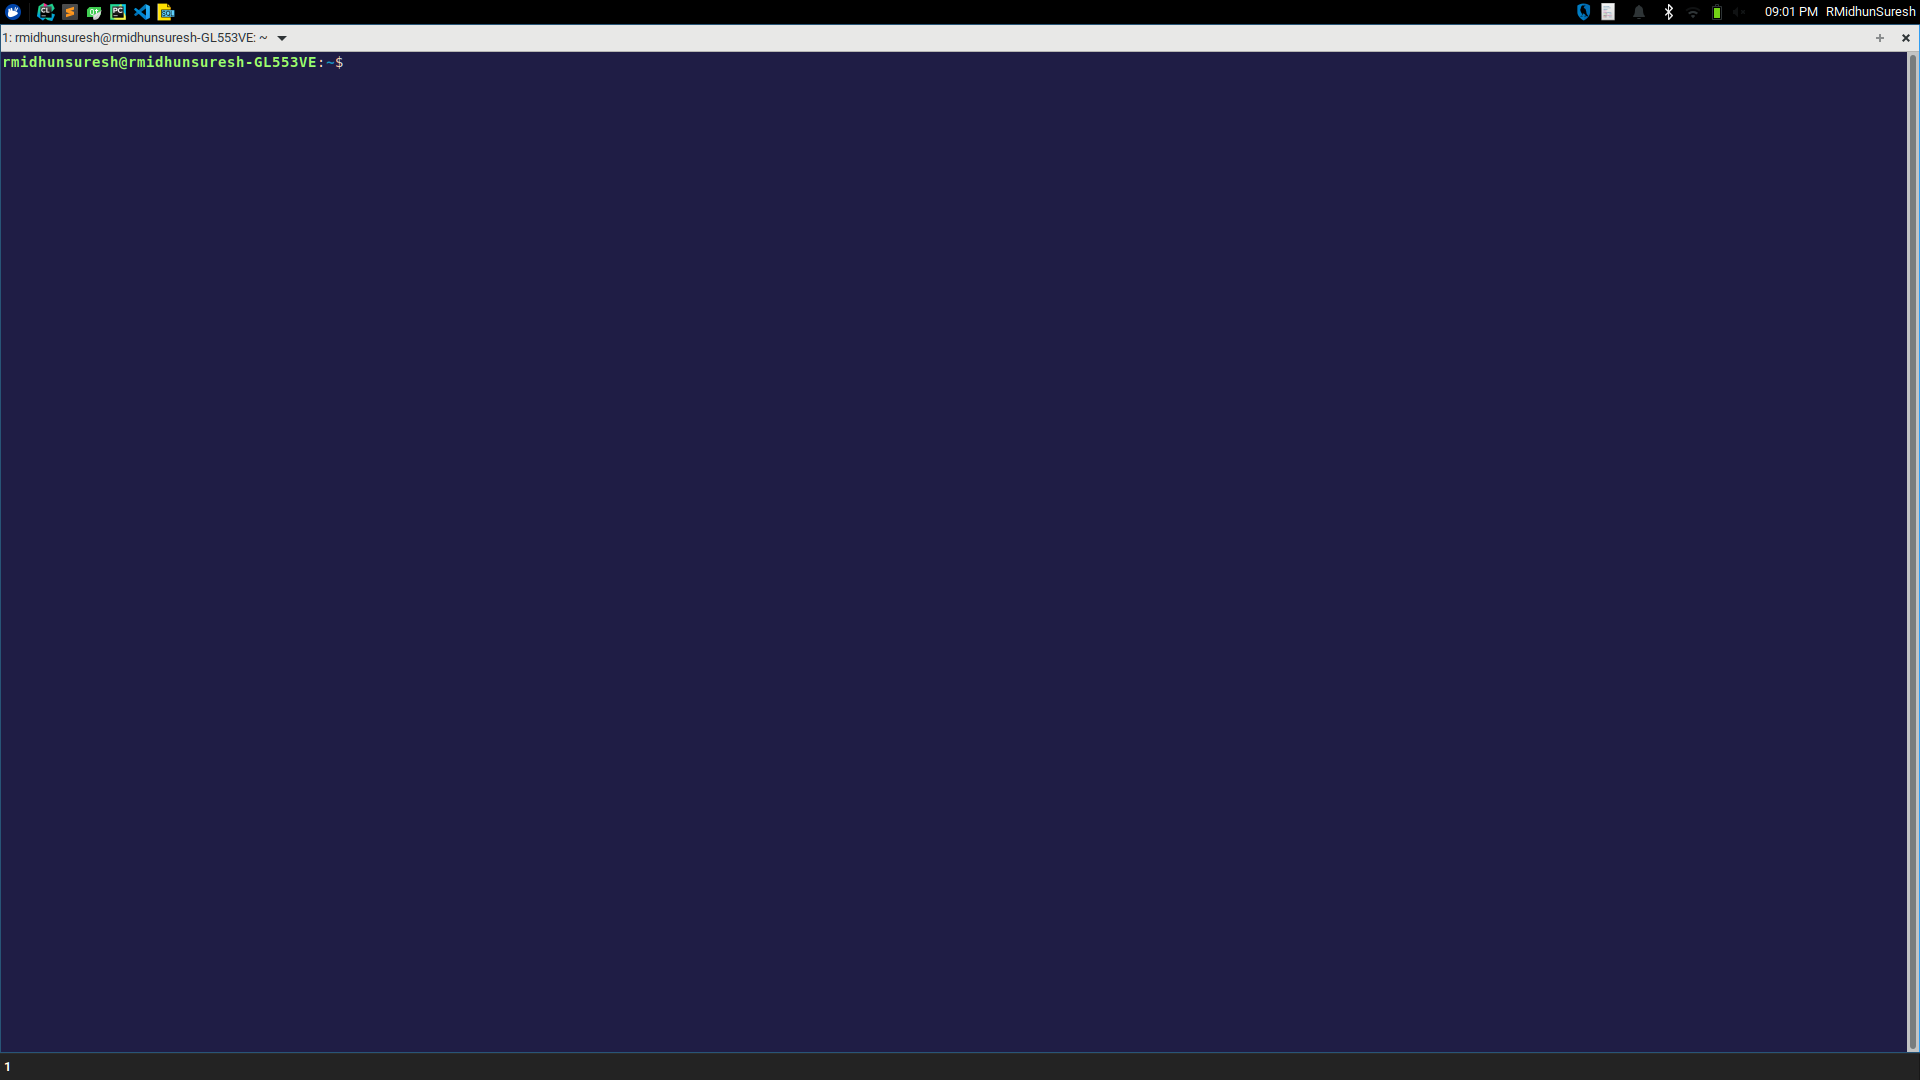 09:01 PM RMidhunSuresh
1: rmidhunsuresh@rmidhunsuresh-GL553VE: ~
rmidhunsuresh@rmidhunsuresh-GL553VE:~$
1